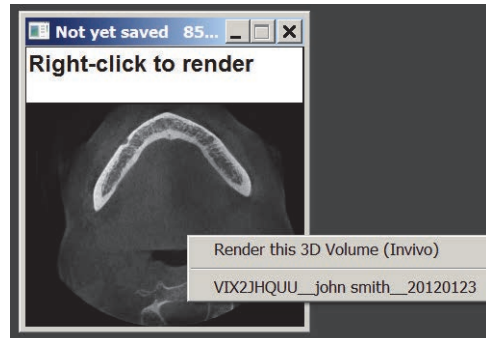 Not yet saved 85...
Right-click to render
Render this 3D Volume (Invivo)
VIX2JHQUU__john smith__20120123